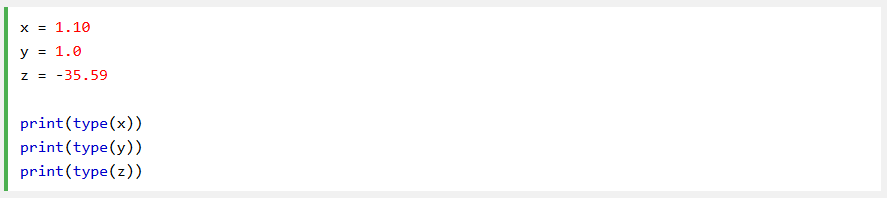 x = 1.10
y = 1.0
z = -35.59
print(type(x))
print(type(y))
print(type(z))